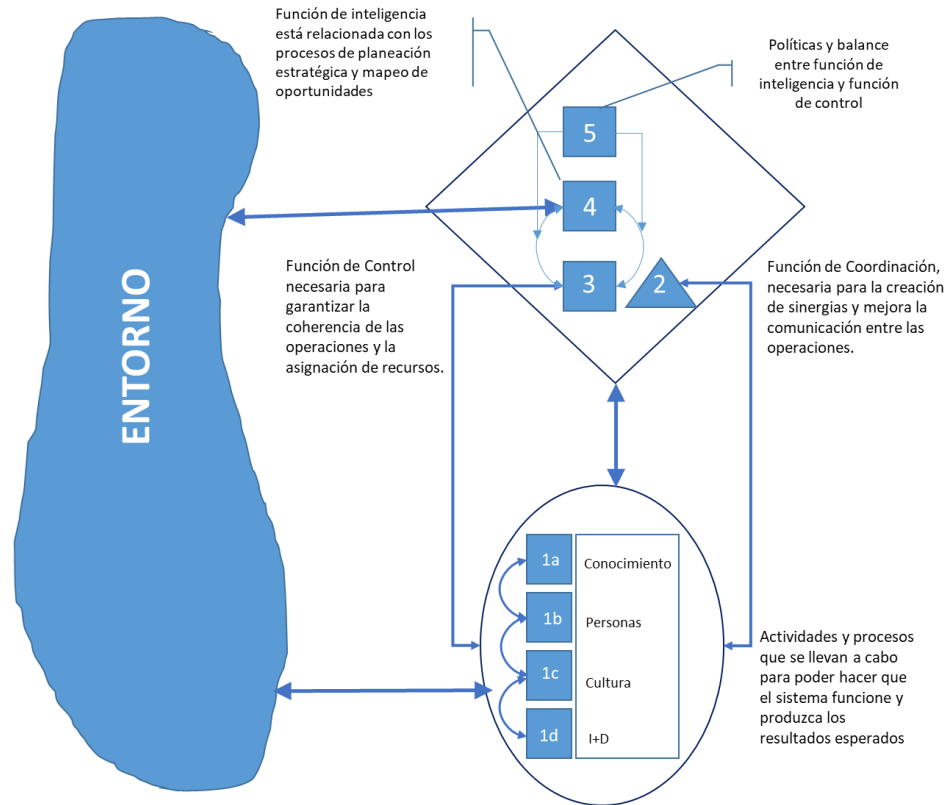 Función de inteligencia
está relacionada con los
procesos de planeación
estratégica y mapeo de
oportunidades
Políticas y balance
entre función de
inteligencia y función
de control
5
4
3
2
ENTORNO
Función de Control
necesaria para
garantizar la
coherencia de las
operaciones y la
asignación de recursos.
Función de Coordinación,
necesaria para la creación
de sinergias y mejora la
comunicación entre las
operaciones.
1a
Conocimiento
1b
Personas
1c
Cultura
1d
I+D
Actividades y procesos
que se llevan a cabo
para poder hacer que
el sistema funcione y
produzca los
resultados esperados